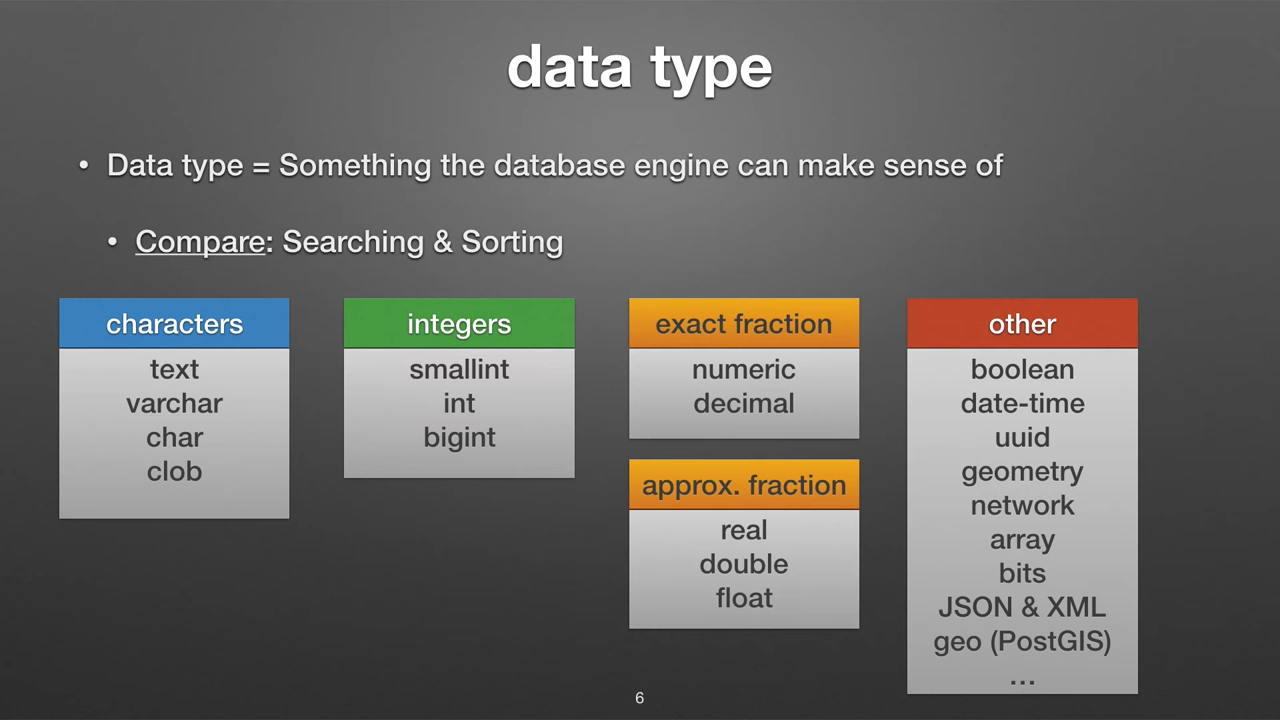 data type
• Data type = Something the database engine can make sense of
• Compare: Searching & Sorting
characters
text
varchar
char
clob
integers
smallint
int
bigint
exact fraction
numeric
decimal
approx. fraction
real
double
float
other
boolean
date-time
uuid
geometry
network
array
bits
JSON & XML
geo (PostGIS)
…
6